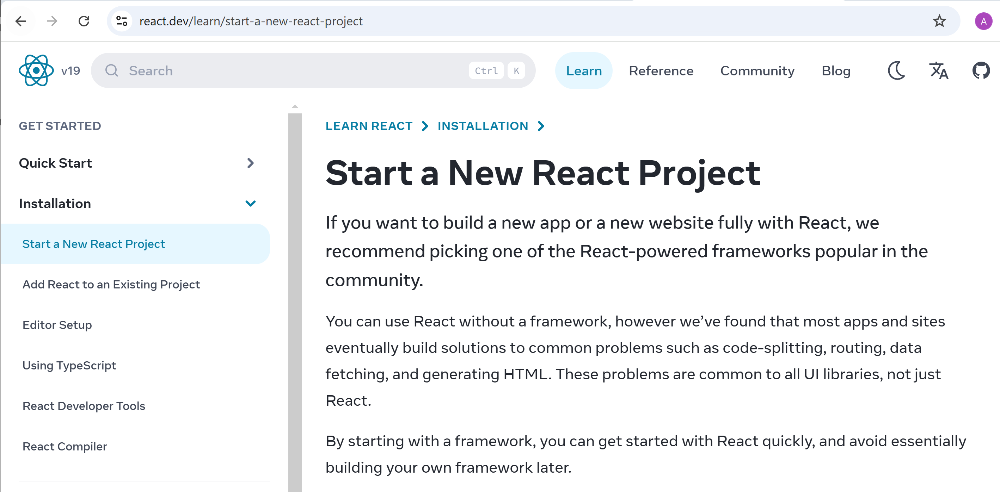 react.dev/learn/start-a-new-react-project
A
v19
Search
Ctrl K
Learn
Reference
Community
Blog
GET STARTED
Quick Start
Installation
Start a New React Project
Add React to an Existing Project
Editor Setup
Using TypeScript
React Developer Tools
React Compiler
LEARN REACT
INSTALLATION
Start a New React Project
If you want to build a new app or a new website fully with React, we
recommend picking one of the React-powered frameworks popular in the
community.
You can use React without a framework, however we’ve found that most apps and sites
eventually build solutions to common problems such as code-splitting, routing, data
fetching, and generating HTML. These problems are common to all UI libraries, not just
React.
By starting with a framework, you can get started with React quickly, and avoid essentially
building your own framework later.